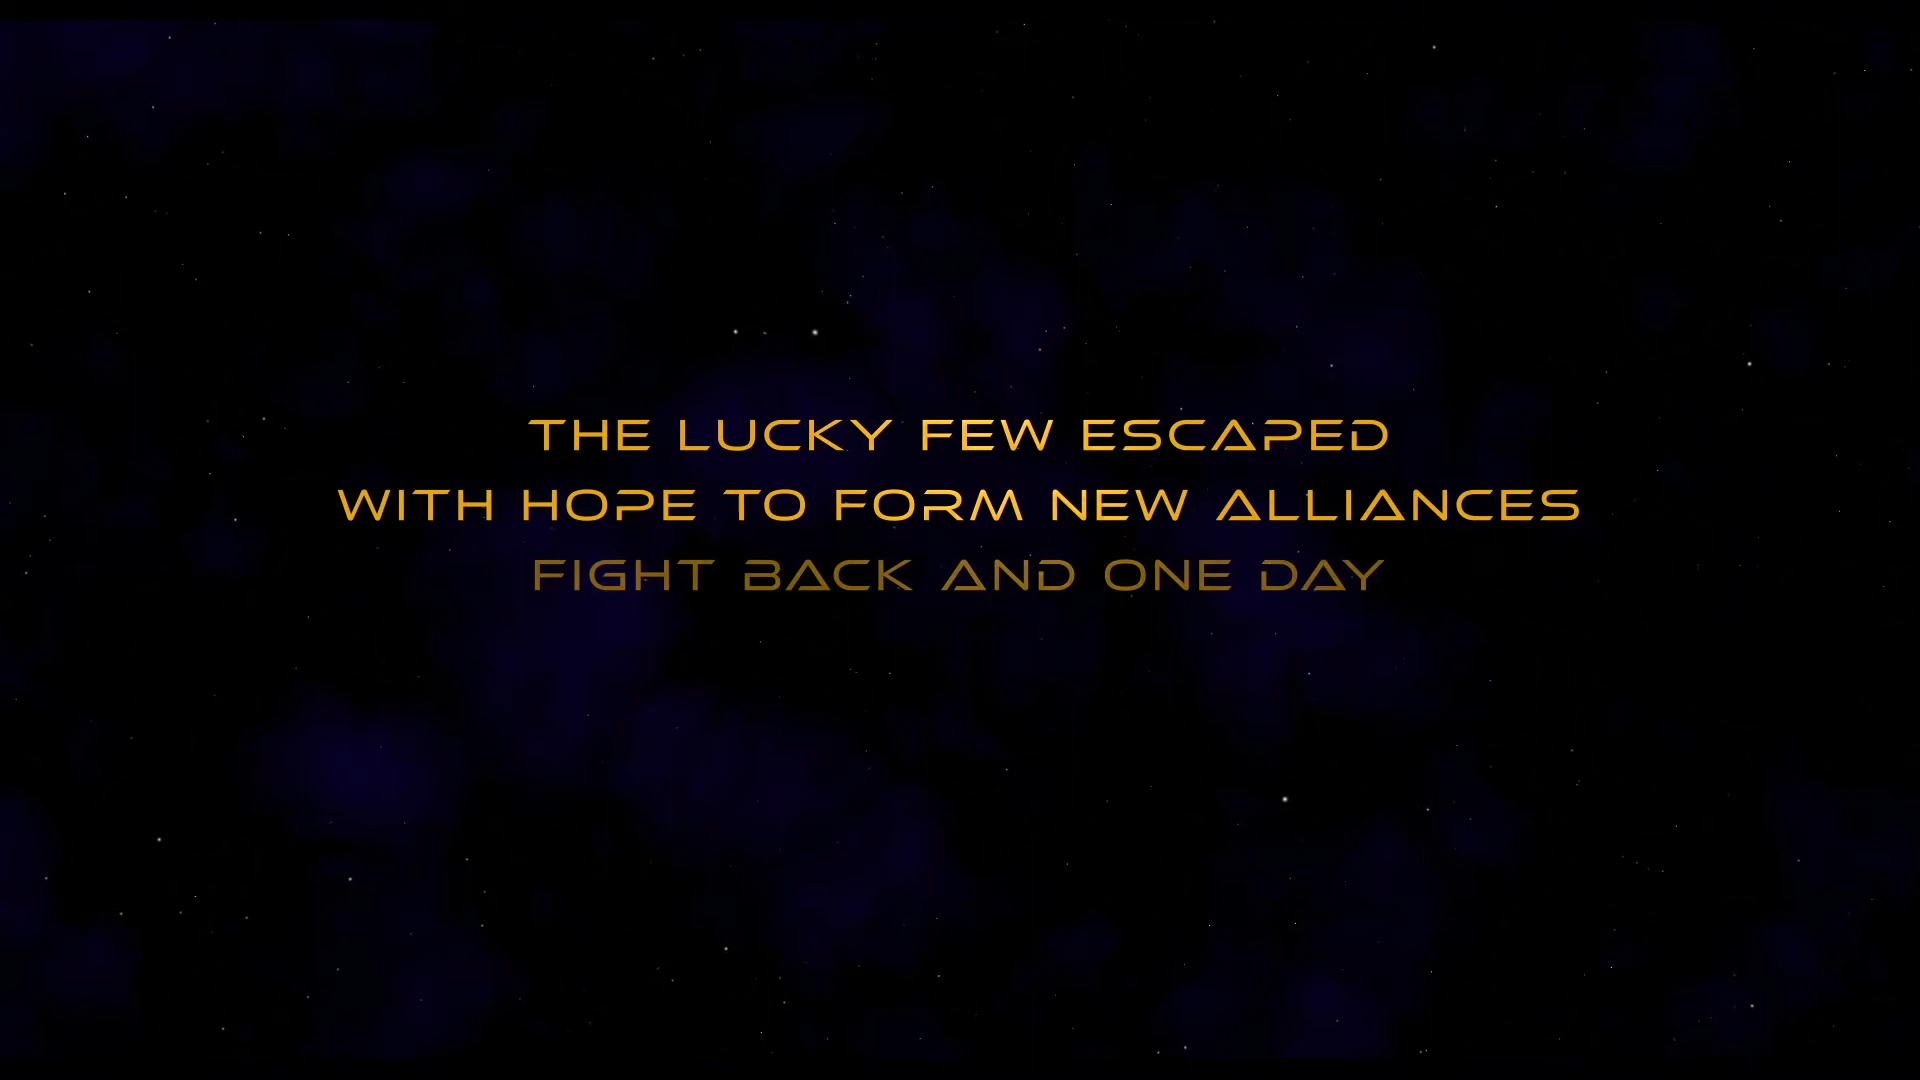 THE LUCKY FEW ESCAPED
WITH HOPE TO FORM NEW ALLIANCES
FIGHT BACK AND ONE DAY